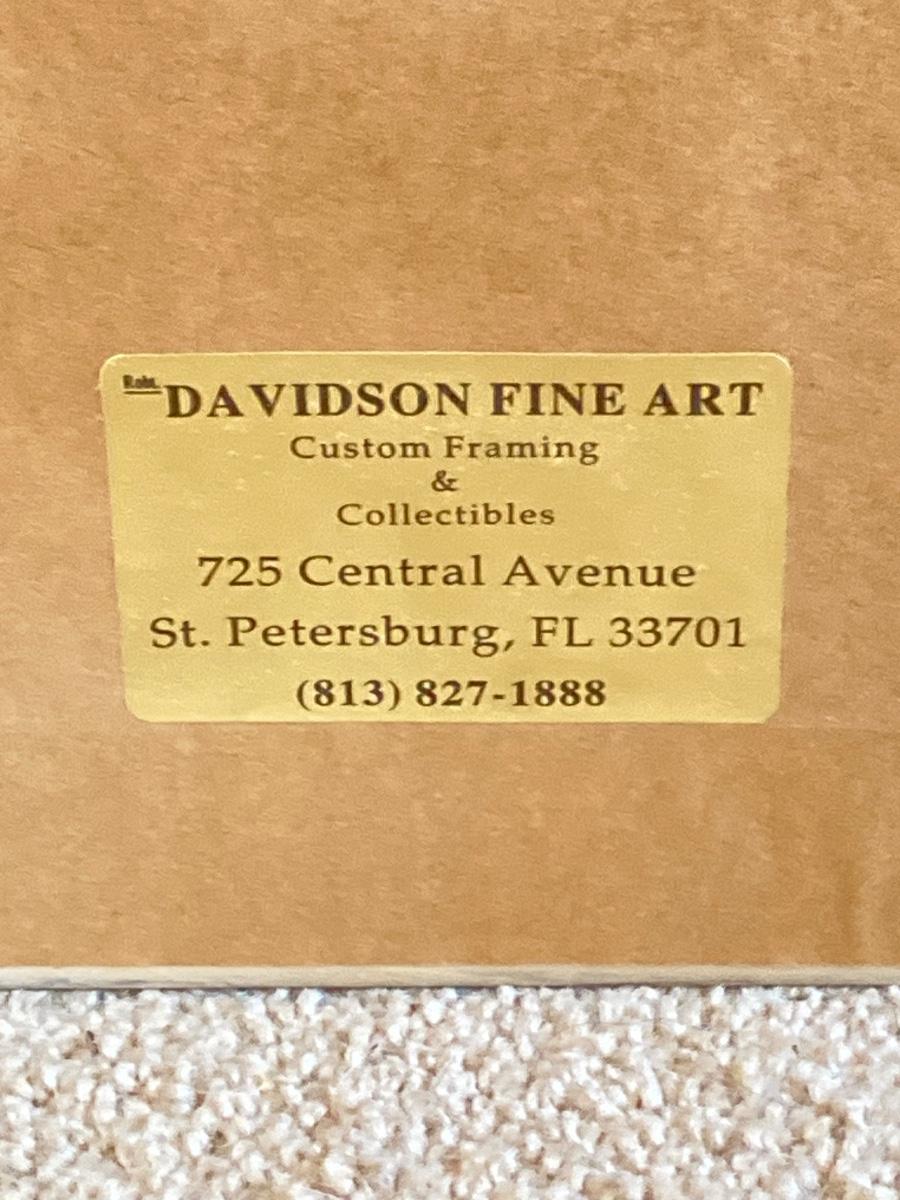 DAVIDSON FINE ART
Custom Framing
&
Collectibles
725 Central Avenue
St. Petersburg, FL 33701
(813) 827-1888